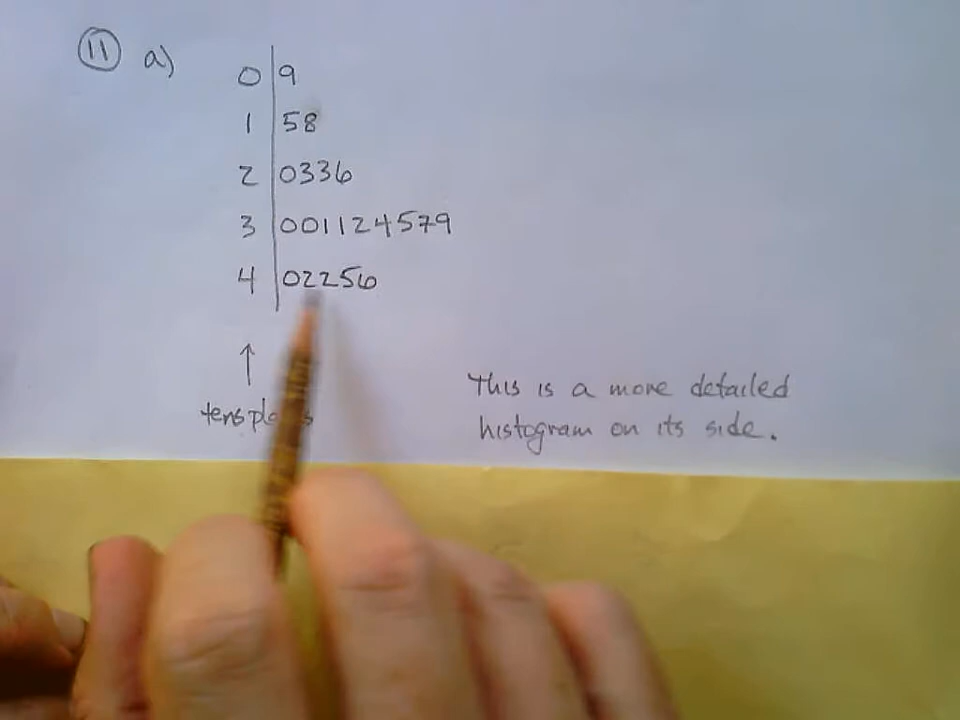 11 a)
0 | 9
1 | 58
2 | 0336
3 | 001124579
4 | 02256
↑
tens
This is a more detailed
histogram on its side.